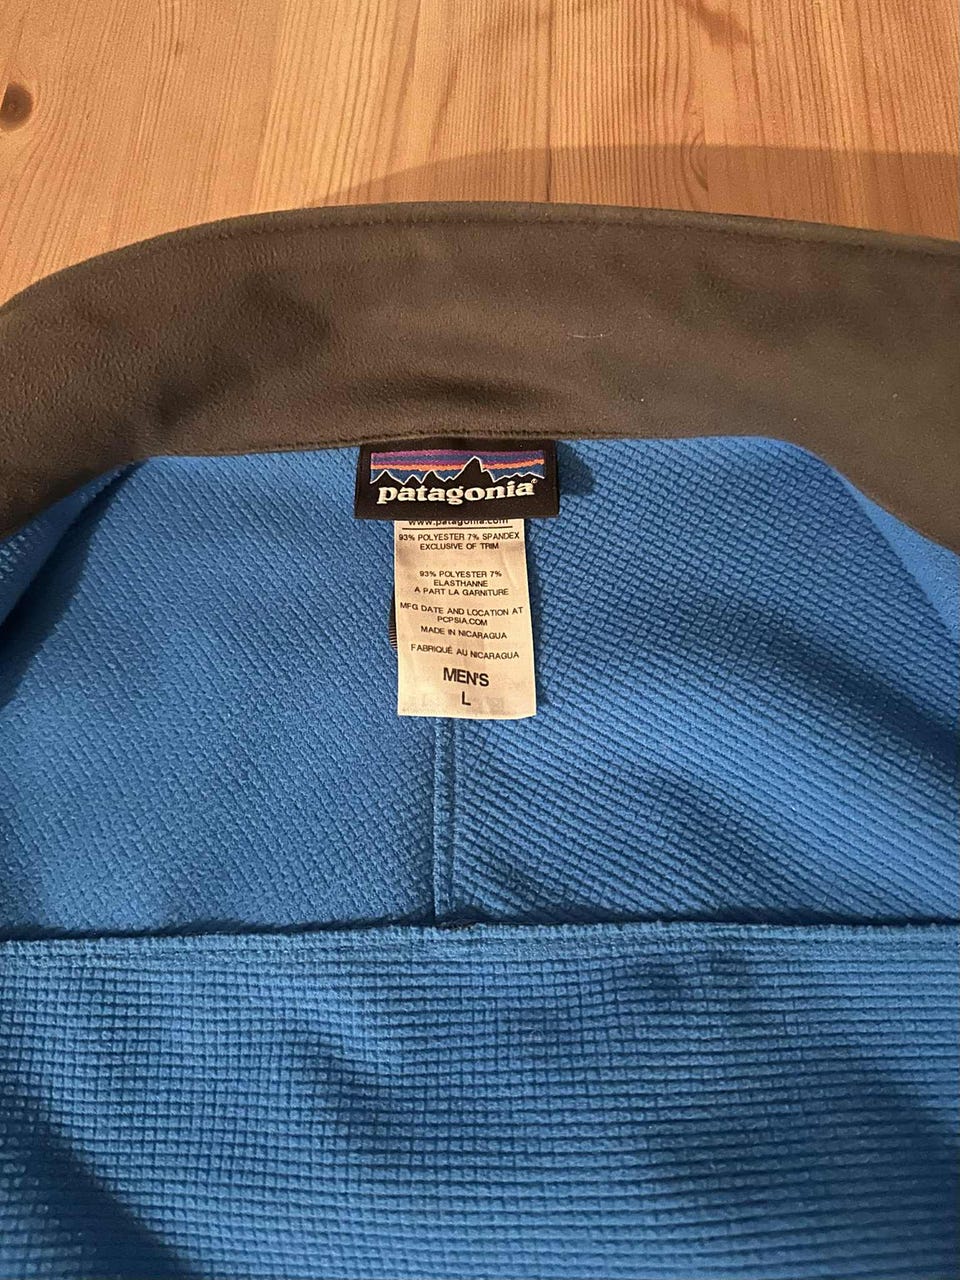 patagonia®
www.patagonia.com
93% POLYESTER 7% SPANDEX
EXCLUSIVE OF TRIM
93% POLYESTER 7%
ELASTHANNE
A PART LA GARNITURE
MFG DATE AND LOCATION AT
PCPSIA.COM
MADE IN NICARAGUA
FABRIQUÉ AU NICARAGUA
MEN'S
L